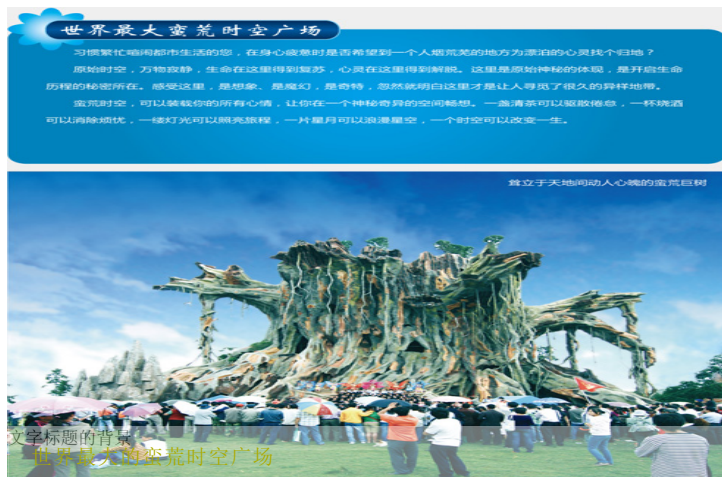 世界最大蛮荒时空广场
习惯繁忙喧闹都市生活的您，在身心疲惫时是否希望到一个人烟荒芜的地方为漂泊的心灵找个归地？
原始时空，万物寂静，生命在这里得到复苏，心灵在这里得到解脱。这里是原始神秘的体现，是开启生命
历程的秘密所在。感受这里，是想象、是魔幻，是奇特，忽然就明白这里才是让人寻觅了很久的异样地带。
蛮荒时空，可以装载你的所有心情，让你在一个神秘奇异的空间畅想。一盏清茶可以驱散倦怠，一杯烧酒
可以消除烦忧，一缕灯光可以照亮旅程，一片星月可以浪漫星空，一个时空可以改变一生。
耸立于天地间动人心魄的蛮荒巨树
文字标题的背景
世界最大的蛮荒时空广场